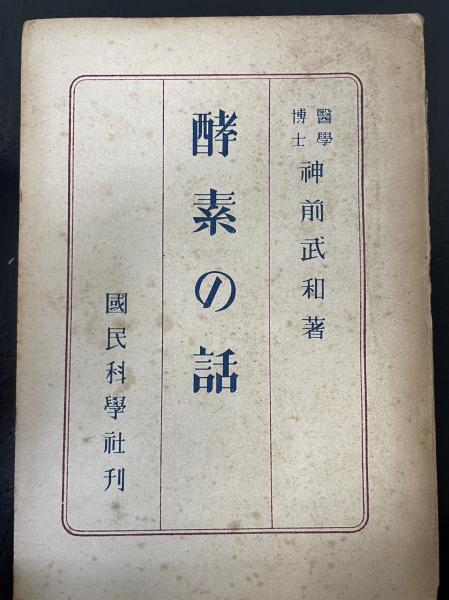 醫學博士 神前武和著
酵素の話
國民科學社刊